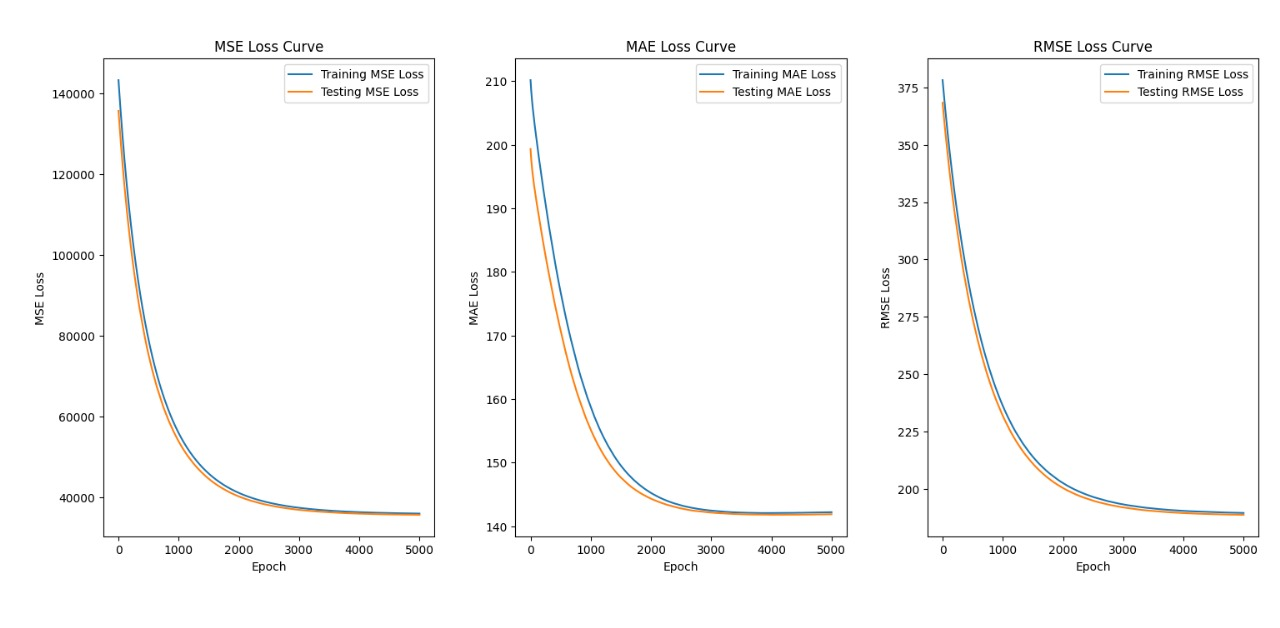 MSE Loss Curve
Training MSE Loss
Testing MSE Loss
140000
120000
100000
80000
60000
40000
MSE Loss
0 1000 2000 3000 4000 5000
Epoch
MAE Loss Curve
Training MAE Loss
Testing MAE Loss
210
200
190
180
170
160
150
140
MAE Loss
0 1000 2000 3000 4000 5000
Epoch
RMSE Loss Curve
Training RMSE Loss
Testing RMSE Loss
375
350
325
300
275
250
225
200
RMSE Loss
0 1000 2000 3000 4000 5000
Epoch